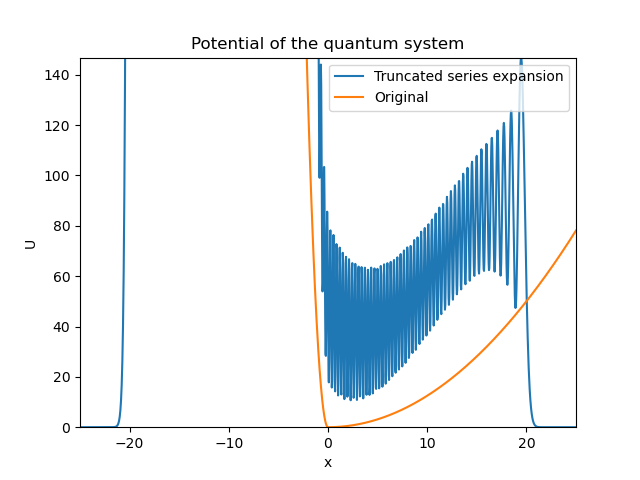 Potential of the quantum system
Truncated series expansion
Original
U
140
120
100
80
60
40
20
0
−20
−10
0
10
20
x